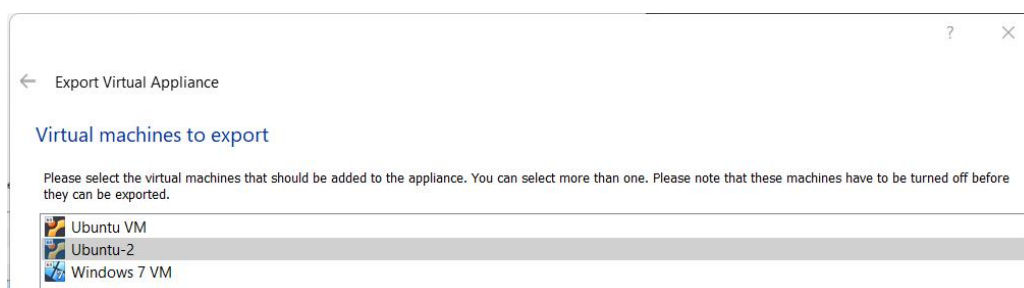 Export Virtual Appliance
Virtual machines to export
Please select the virtual machines that should be added to the appliance. You can select more than one. Please note that these machines have to be turned off before
they can be exported.
Ubuntu VM
Ubuntu-2
Windows 7 VM